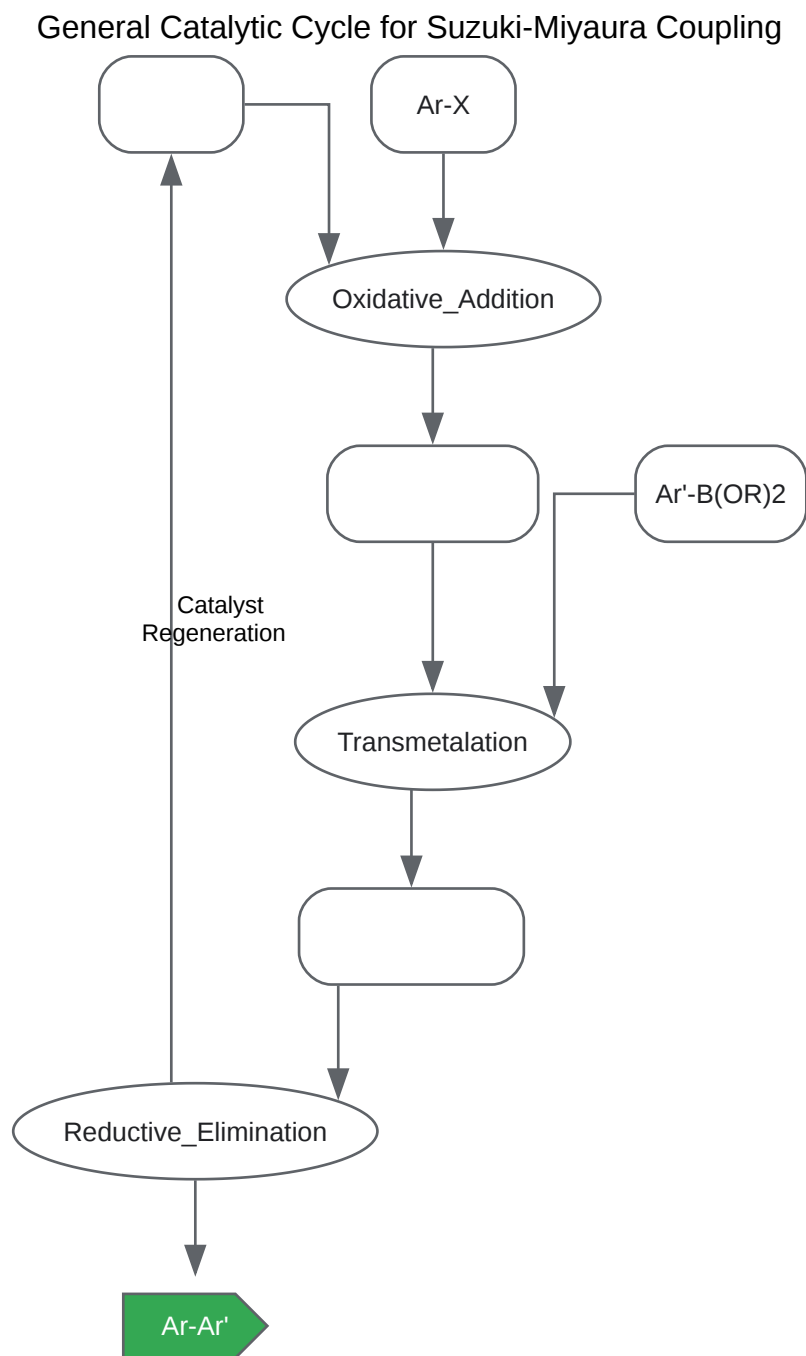 General Catalytic Cycle for Suzuki-Miyaura Coupling
Ar-X
Oxidative_Addition
Ar'-B(OR)2
Catalyst
Regeneration
Transmetalation
Reductive_Elimination
Ar-Ar'